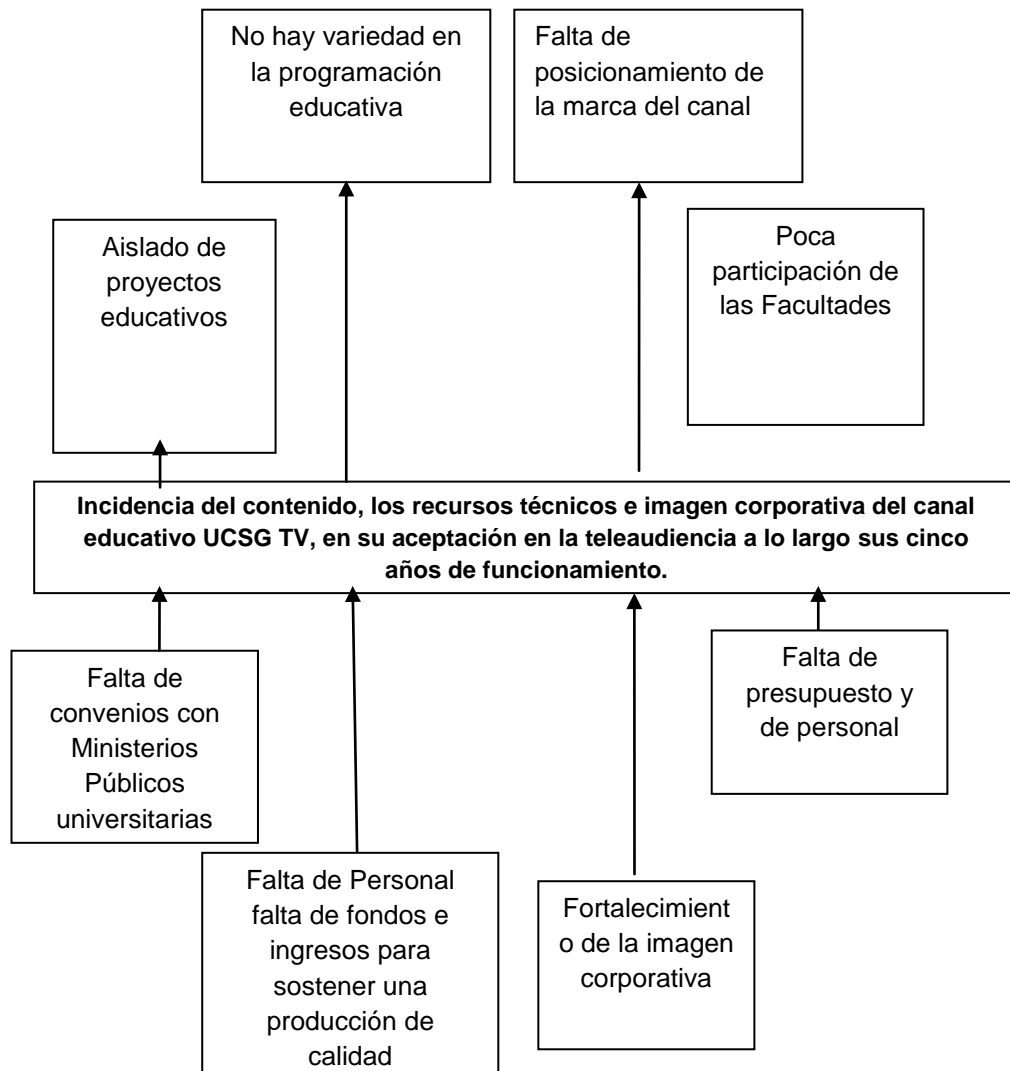 No hay variedad en
la programación
educativa
Falta de
posicionamiento de
la marca del canal
Aislado de
proyectos
educativos
Poca
participación de
las Facultades
Incidencia del contenido, los recursos técnicos e imagen corporativa del canal
educativo UCSG TV, en su aceptación en la teleaudiencia a lo largo sus cinco
años de funcionamiento.
Falta de
convenios con
Ministerios
Públicos
universitarias
Falta de
presupuesto y
de personal
Falta de Personal
falta de fondos e
ingresos para
sostener una
producción de
calidad
Fortalecimient
o de la imagen
corporativa